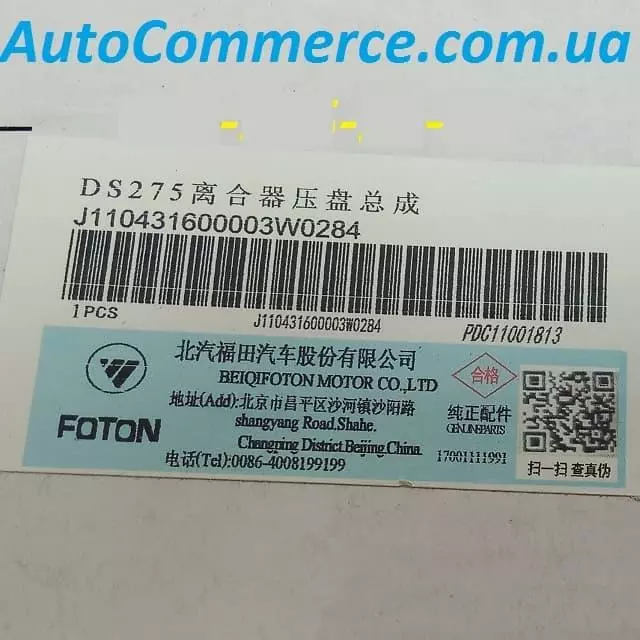 AutoCommerce.com.ua
DS275离合器压盘总成
J110431600003W0284
1PCS
J110431600003W0284
PDC11001813
北汽福田汽车股份有限公司
BEIQIFOTON MOTOR CO,LTD
地址(Add):北京市昌平区沙河镇沙阳路
shangyang Road.Shahe.
Changping District.Beijing.China.
电话(Tel):0086-4008199199
FOTON
合格
纯正配件
GENUINEPARTS
17001111991
扫一扫 查真伪